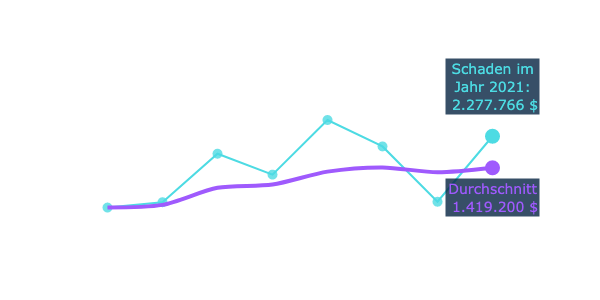 Schaden im
Jahr 2021:
2.277.766 $
Durchschnitt
1.419.200 $